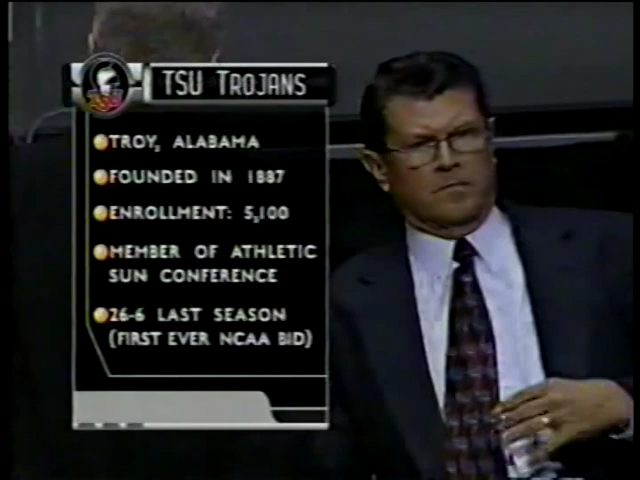 TSU TROJANS
TROY, ALABAMA
FOUNDED IN 1887
ENROLLMENT: 5,100
MEMBER OF ATHLETIC
SUN CONFERENCE
26-6 LAST SEASON
(FIRST EVER NCAA BID)